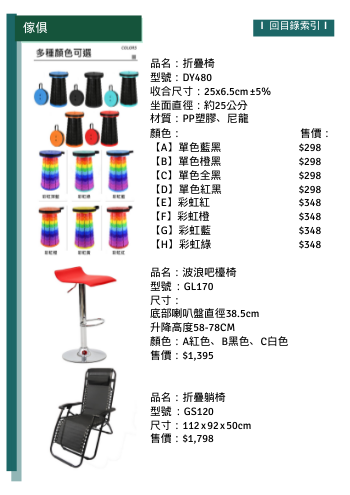 傢俱
I 回目錄索引 I
多種顏色可選
品名：折疊椅
型號：DY480
收合尺寸：25x6.5cm±5%
坐面直徑：約25公分
材質：PP塑膠、尼龍
顏色： 售價：
【A】單色藍黑 $298
【B】單色橙黑 $298
【C】單色全黑 $298
【D】單色紅黑 $298
【E】彩虹紅 $348
【F】彩虹橙 $348
【G】彩虹藍 $348
【H】彩虹綠 $348
品名：波浪吧檯椅
型號：GL170
尺寸：
底部喇叭盤直徑38.5cm
升降高度58-78CM
顏色：A紅色、B黑色、C白色
售價：$1,395
品名：折疊躺椅
型號：GS120
尺寸：112x92x50cm
售價：$1,798